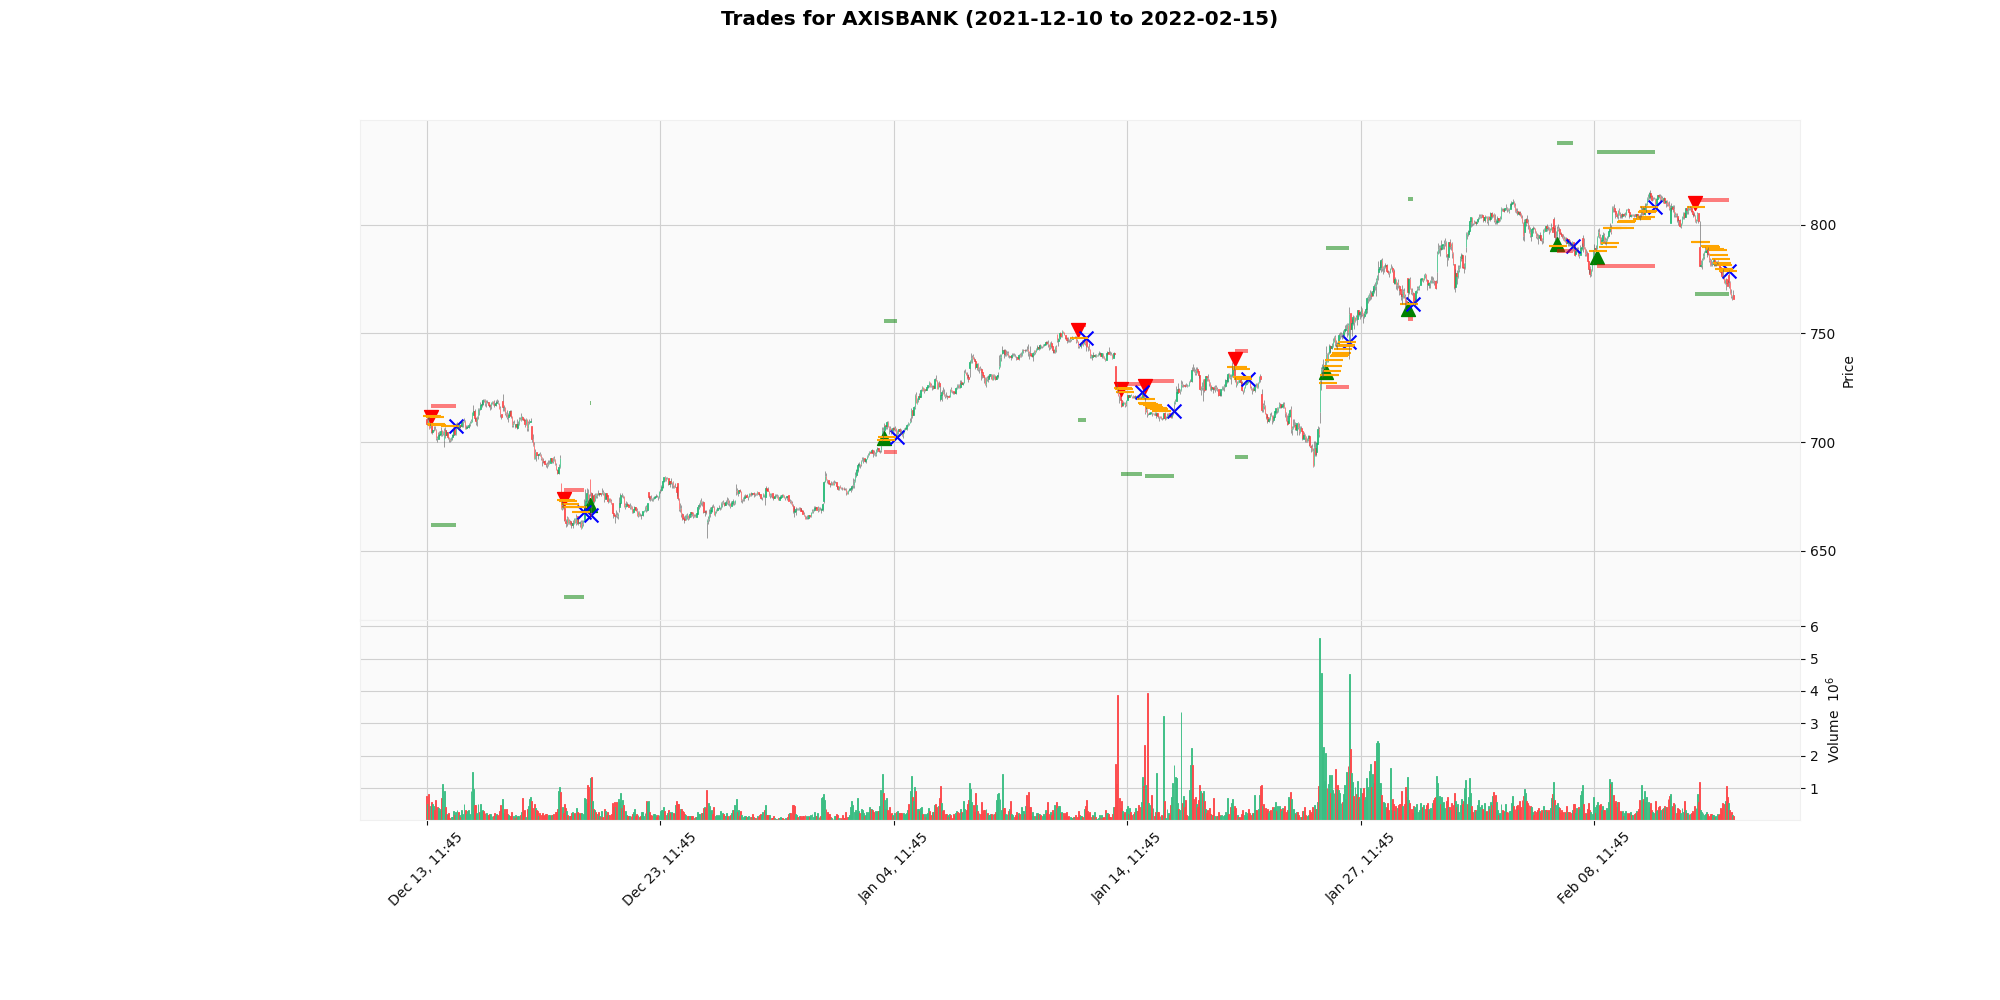 Trades for AXISBANK (2021-12-10 to 2022-02-15)
800
750
700
650
Price
6
5
4
3
2
1
Volume 10⁶
Dec 13, 11:45
Dec 23, 11:45
Jan 04, 11:45
Jan 14, 11:45
Jan 27, 11:45
Feb 08, 11:45